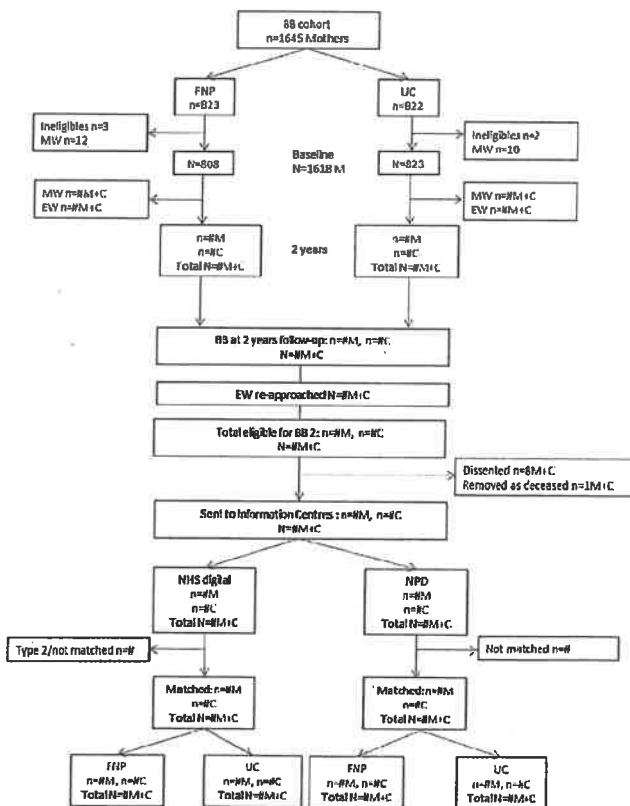 BB cohort
n=1645 Mothers
FNP
n=823
UC
n=822
Ineligibles n=3
MW n=12
Ineligibles n=2
MW n=10
N=808
Baseline
N=1618 M
N=823
MW n=#M+C
EW n=#M+C
MW n=#M+C
EW n=#M+C
n=#M
n=#C
Total N=#M+C
2 years
n=#M
n=#C
Total N=#M+C
BB at 2 years follow-up: n=#M, n=#C
N=#M+C
EW re-approached N=#M+C
Total eligible for BB 2: n=#M, n=#C
N=#M+C
Dissented n=8M+C
Removed as deceased n=1M+C
Sent to Information Centres : n=#M, n=#C
N=#M+C
NHS digital
n=#M
n=#C
Total N=#M+C
NPD
n=#M
n=#C
Total N=#M+C
Type 2/not matched n=#
Not matched n=#
Matched: n=#M
n=#C
Total N=#M+C
Matched: n=#M
n=#C
Total N=#M+C
FNP
n=#M, n=#C
Total N=#M+C
UC
n=#M, n=#C
Total N=#M+C
FNP
n=#M, n=#C
Total N=#M+C
UC
n=#M, n=#C
Total N=#M+C